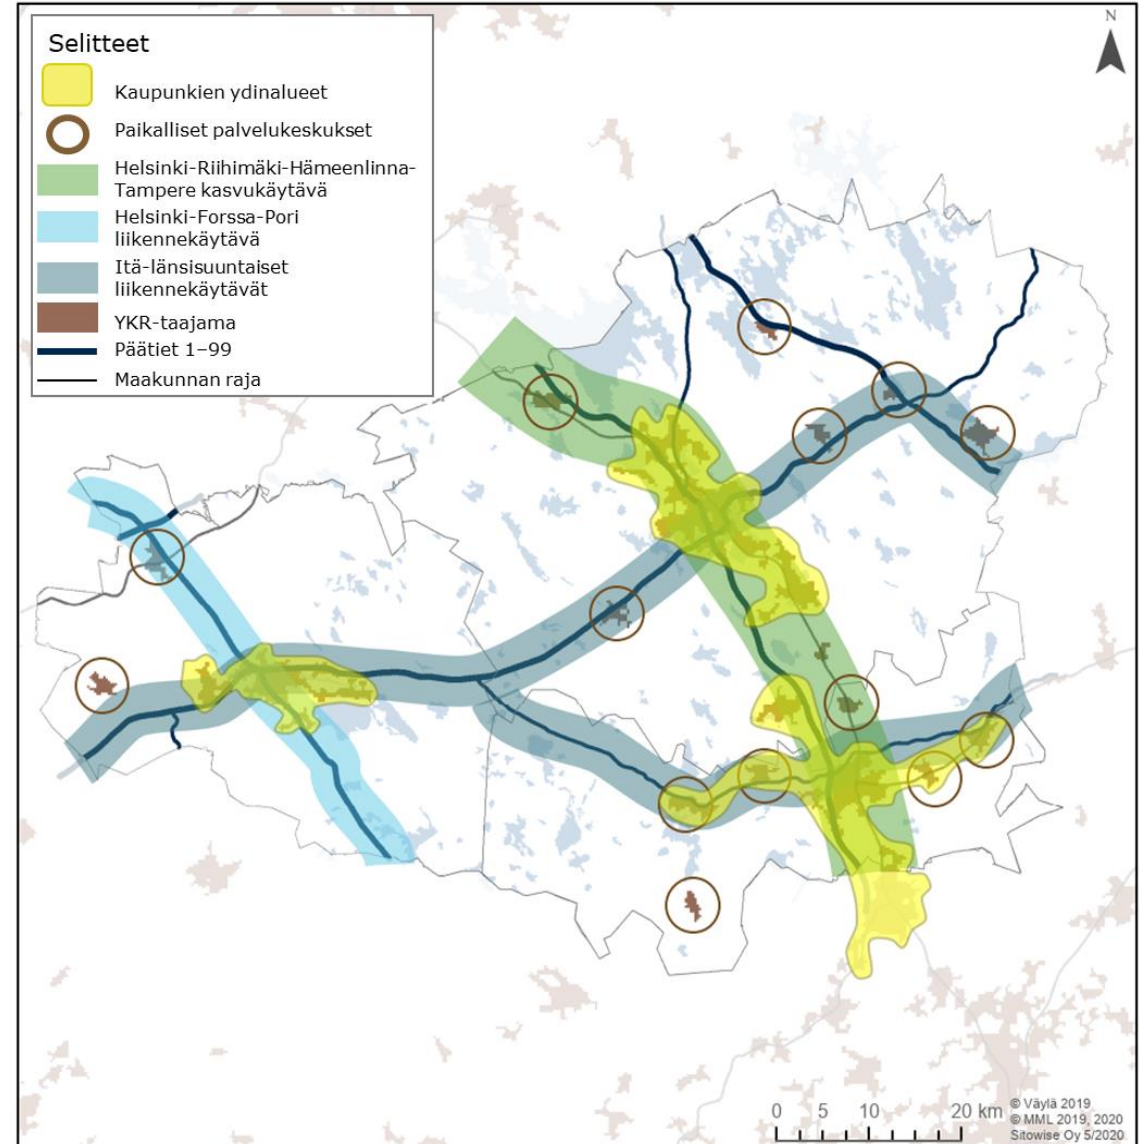 Selitteet
Kaupunkien ydinalueet
Paikalliset palvelukeskukset
Helsinki-Riihimäki-Hämeenlinna-
Tampere kasvukäytävä
Helsinki-Forssa-Pori
liikennekäytävä
Itä-länsisuuntaiset
liikennekäytävät
YKR-taajama
Päätiet 1–99
Maakunnan raja
N
0 5 10 20 km
© Väylä 2019
© MML 2019, 2020
Sitowise Oy 5/2020